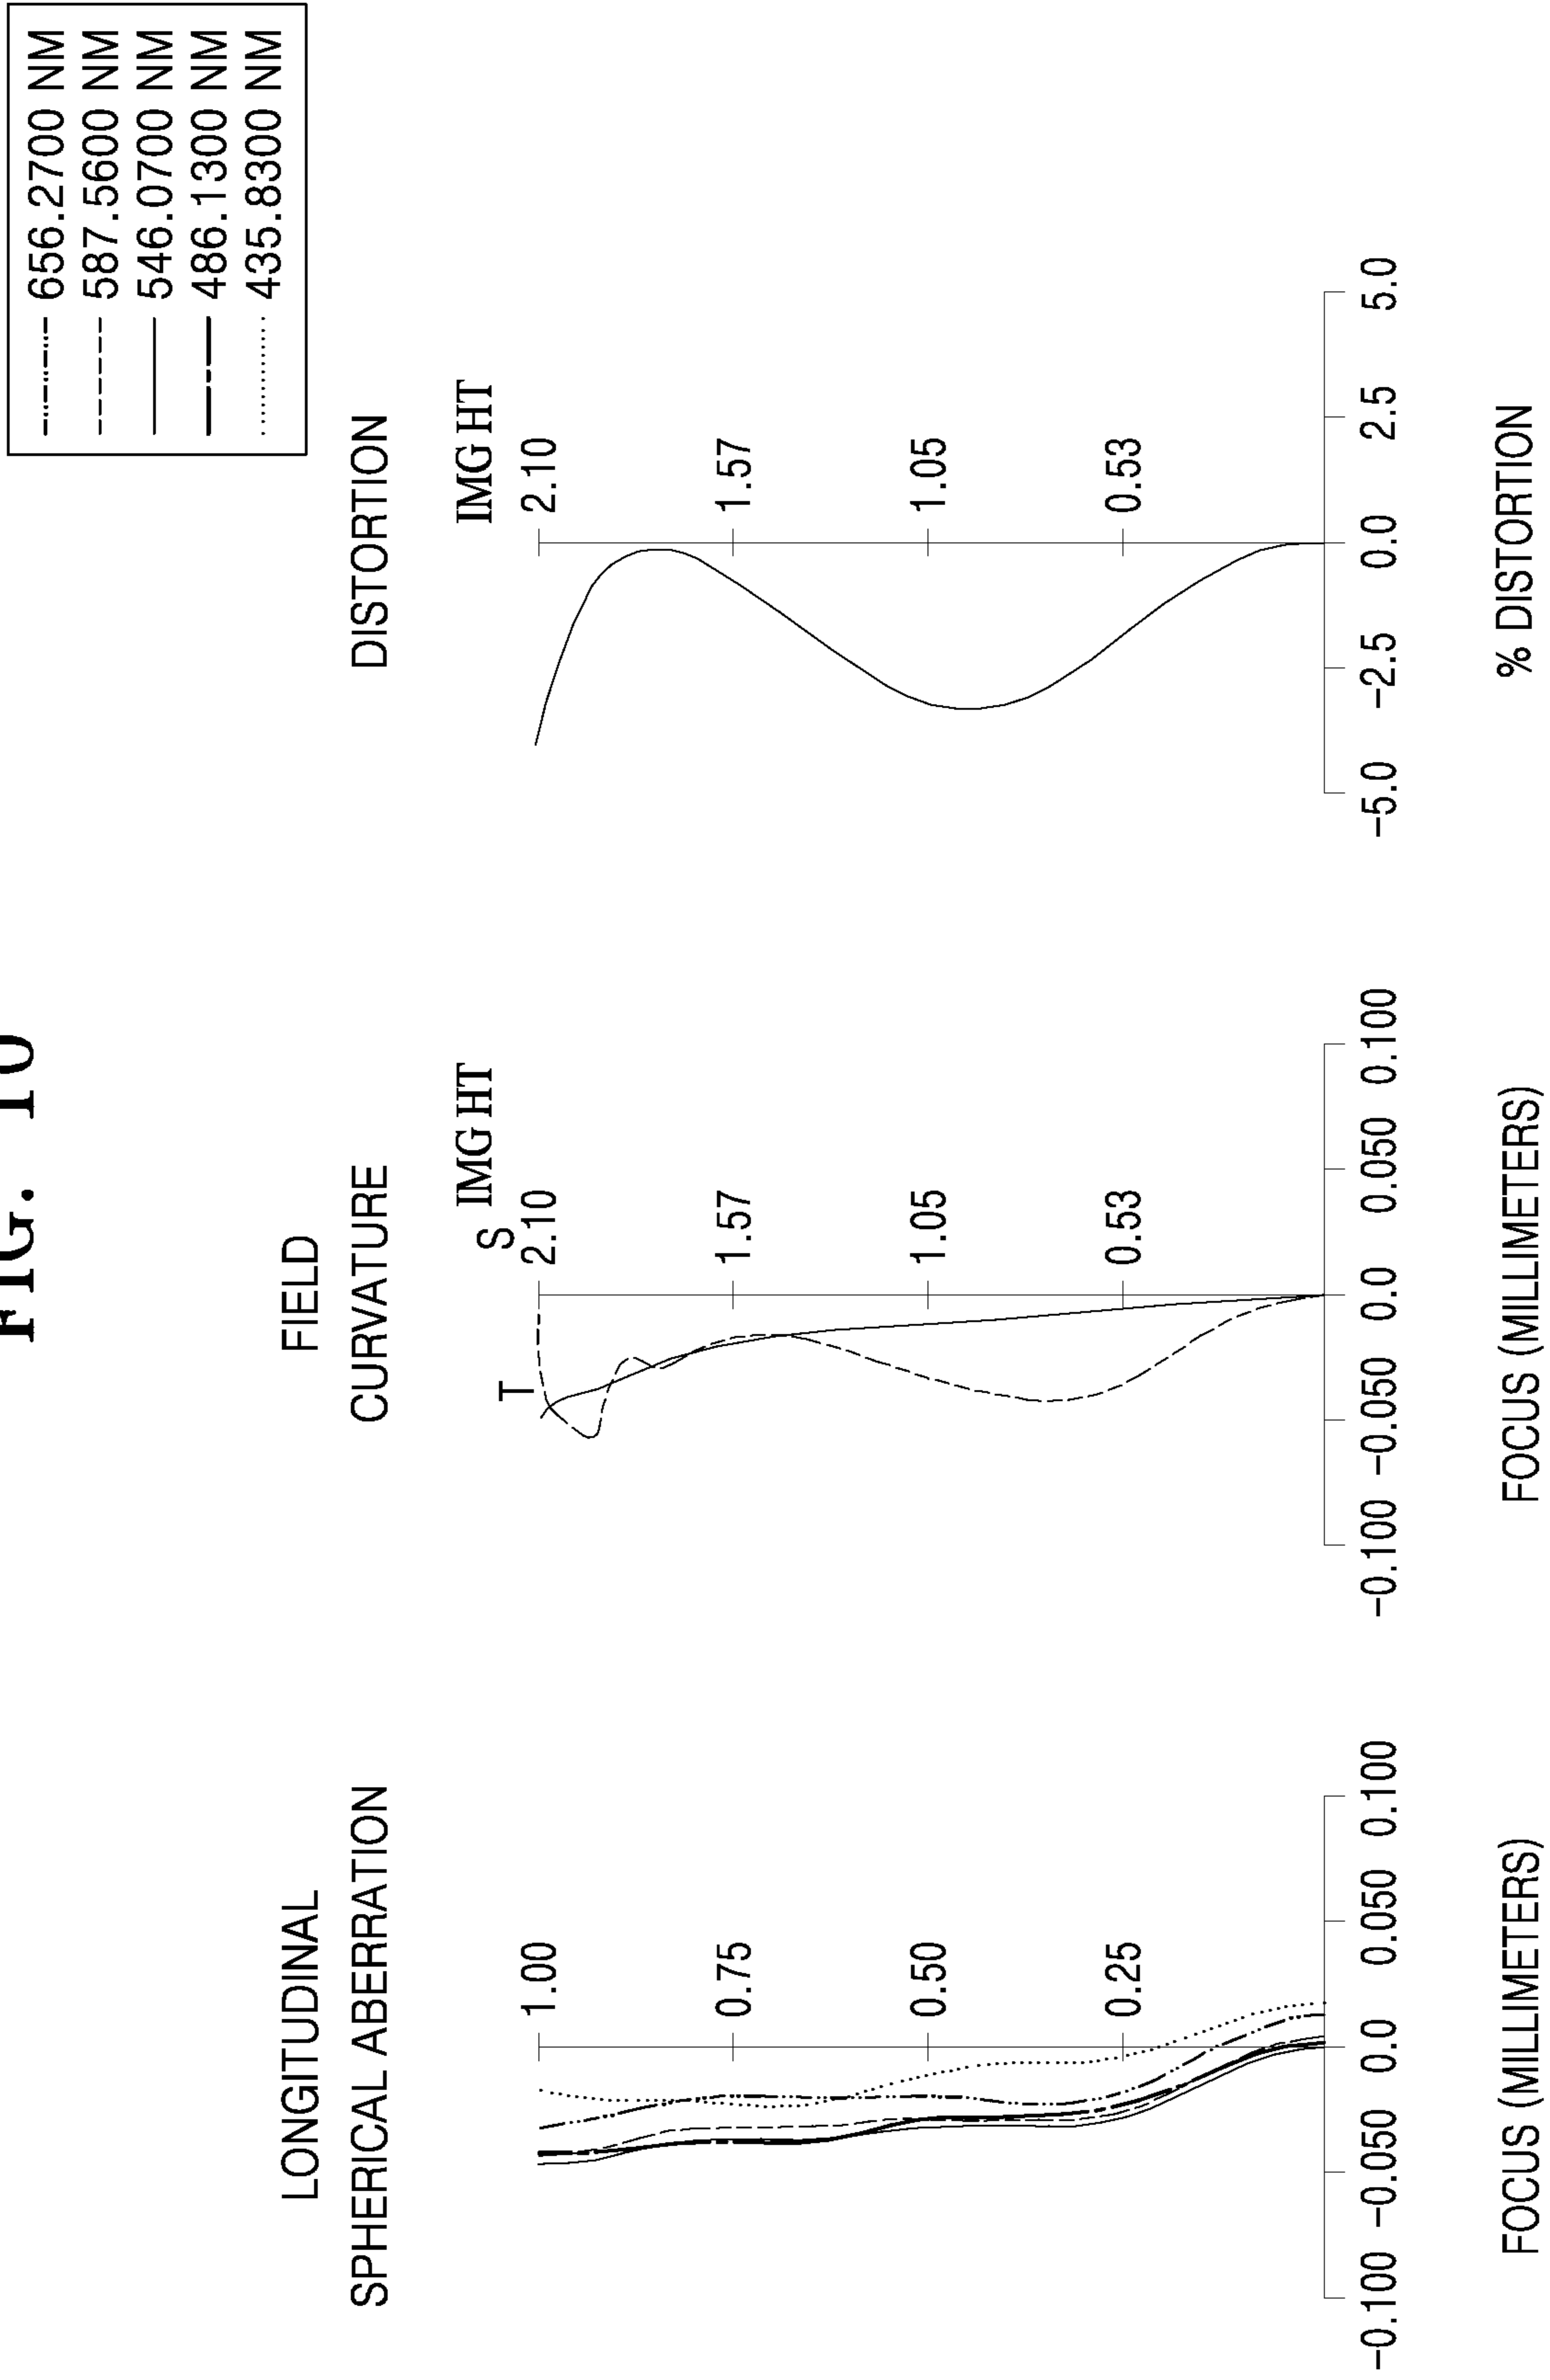 FIG. 10
656.2700 NM
587.5600 NM
546.0700 NM
486.1300 NM
435.8300 NM
LONGITUDINAL
SPHERICAL ABERRATION
1.00
0.75
0.50
0.25
-0.100 -0.050 0.0 0.050 0.100
FOCUS (MILLIMETERS)
FIELD
CURVATURE
IMG HT
T S
2.10
1.57
1.05
0.53
-0.100 -0.050 0.0 0.050 0.100
FOCUS (MILLIMETERS)
DISTORTION
IMG HT
2.10
1.57
1.05
0.53
-5.0 -2.5 0.0 2.5 5.0
% DISTORTION